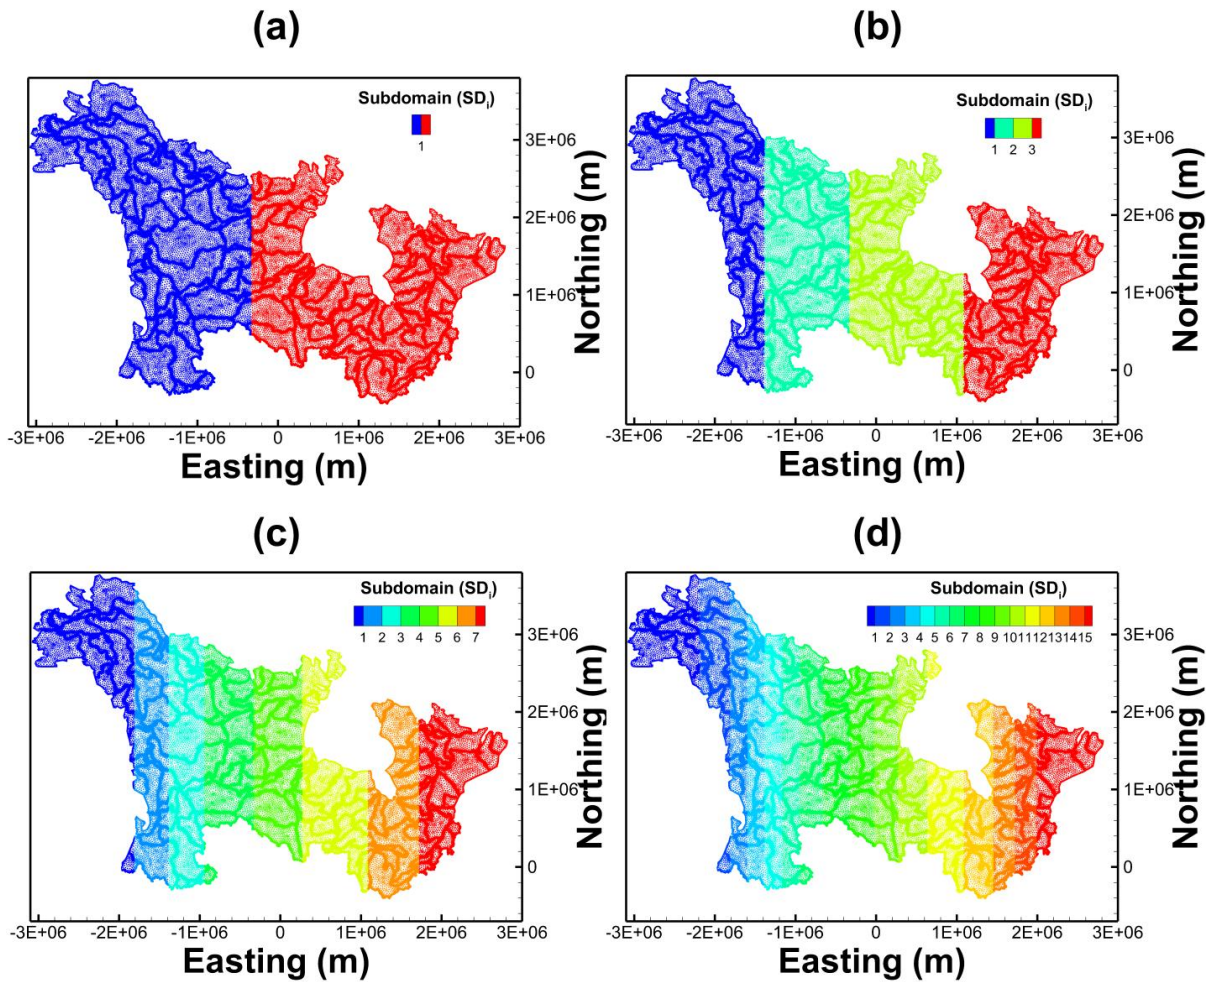 (a)
Subdomain (SDi)
1
3E+06
2E+06
1E+06
0
Northing (m)
-3E+06 -2E+06 -1E+06 0 1E+06 2E+06 3E+06
Easting (m)
(b)
Subdomain (SDi)
1 2 3
3E+06
2E+06
1E+06
0
Northing (m)
-3E+06 -2E+06 -1E+06 0 1E+06 2E+06 3E+06
Easting (m)
(c)
Subdomain (SDi)
1 2 3 4 5 6 7
3E+06
2E+06
1E+06
0
Northing (m)
-3E+06 -2E+06 -1E+06 0 1E+06 2E+06 3E+06
Easting (m)
(d)
Subdomain (SDi)
1 2 3 4 5 6 7 8 9 10 11 12 13 14 15
3E+06
2E+06
1E+06
0
Northing (m)
-3E+06 -2E+06 -1E+06 0 1E+06 2E+06 3E+06
Easting (m)